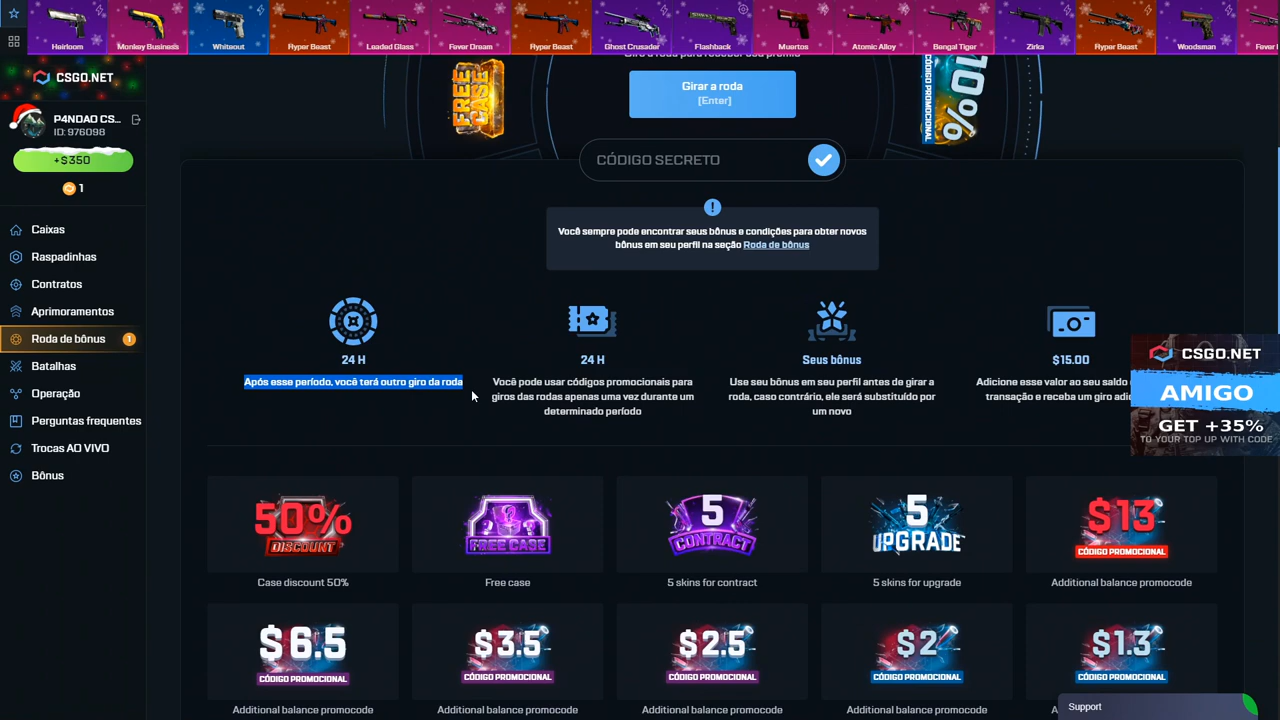 Heirloom
Monkey Business
Whiteout
Hyper Beast
Leaded Glass
Fever Dream
Hyper Beast
Ghost Crusader
Flashback
Muertos
Atomic Alloy
Bengal Tiger
Zirka
Hyper Beast
Woodsman
CSGO.NET
P4NDAO CS...
ID: 976098
+$350
1
Caixas
Raspadinhas
Contratos
Aprimoramentos
Roda de bônus 1
Batalhas
Operação
Perguntas frequentes
Trocas AO VIVO
Bônus
FREE CASE
Girar a roda
[Enter]
10%
CÓDIGO PROMOCIONAL
CÓDIGO SECRETO
Você sempre pode encontrar seus bônus e condições para obter novos
bônus em seu perfil na seção Roda de bônus
24 H
Após esse período, você terá outro giro da roda
24 H
Você pode usar códigos promocionais para
giros das rodas apenas uma vez durante um
determinado período
Seus bônus
Use seu bônus em seu perfil antes de girar a
roda, caso contrário, ele será substituído por
um novo
$15.00
Adicione esse valor ao seu saldo
transação e receba um giro
CSGO.NET
AMIGO
GET +35%
TO YOUR TOP UP WITH CODE
50%
DISCOUNT
Case discount 50%
FREE CASE
Free case
5
CONTRACT
5 skins for contract
5
UPGRADE
5 skins for upgrade
$13
CÓDIGO PROMOCIONAL
Additional balance promocode
$6.5
CÓDIGO PROMOCIONAL
Additional balance promocode
$3.5
CÓDIGO PROMOCIONAL
Additional balance promocode
$2.5
CÓDIGO PROMOCIONAL
Additional balance promocode
$2
CÓDIGO PROMOCIONAL
Additional balance promocode
$1.3
CÓDIGO PROMOCIONAL
Support